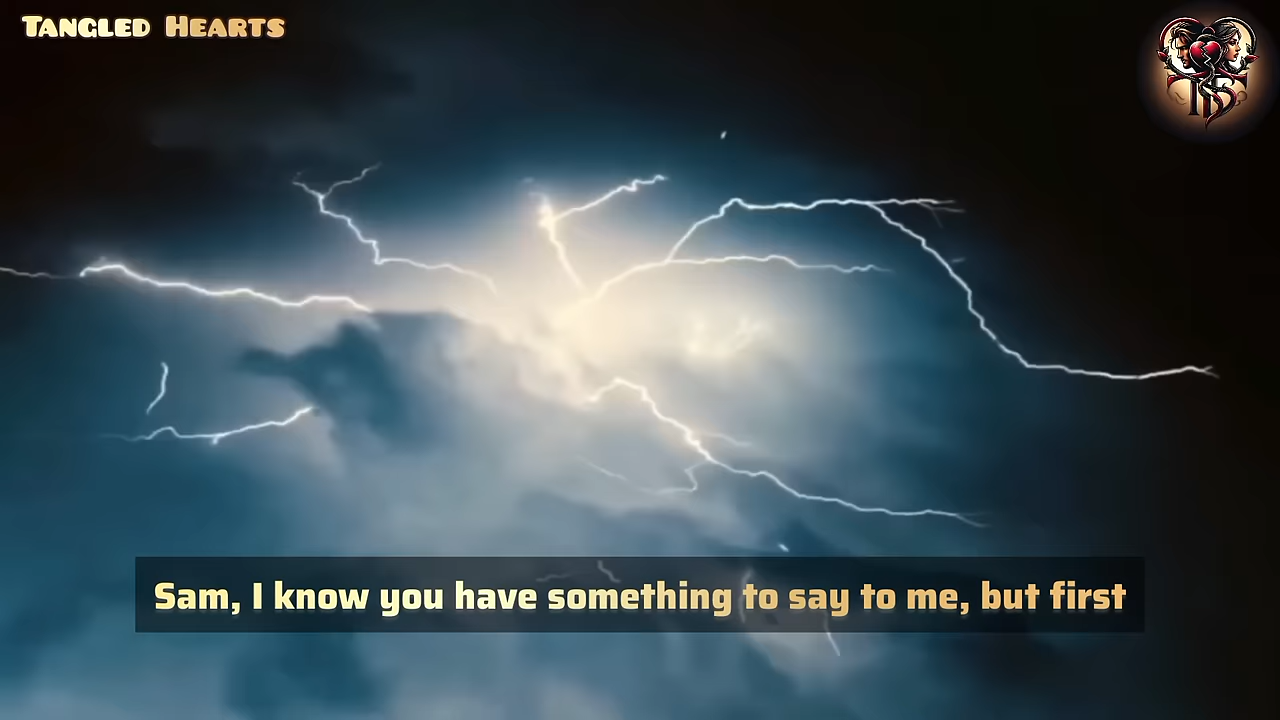 Tangled Hearts
Sam, I know you have something to say to me, but first